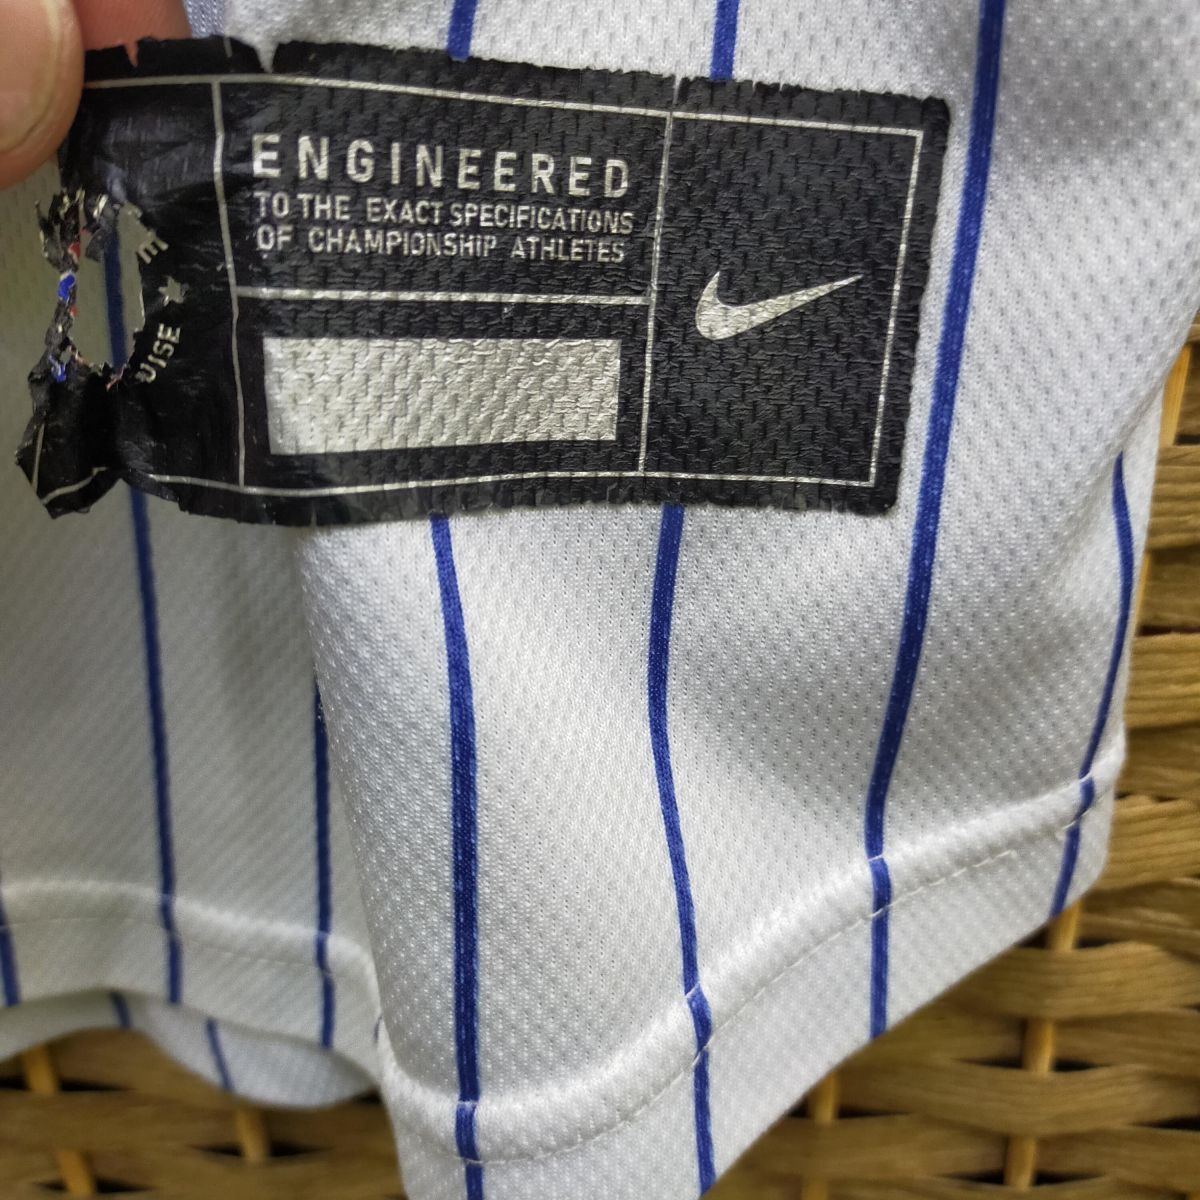 ENGINEERED
TO THE EXACT SPECIFICATIONS
OF CHAMPIONSHIP ATHLETES